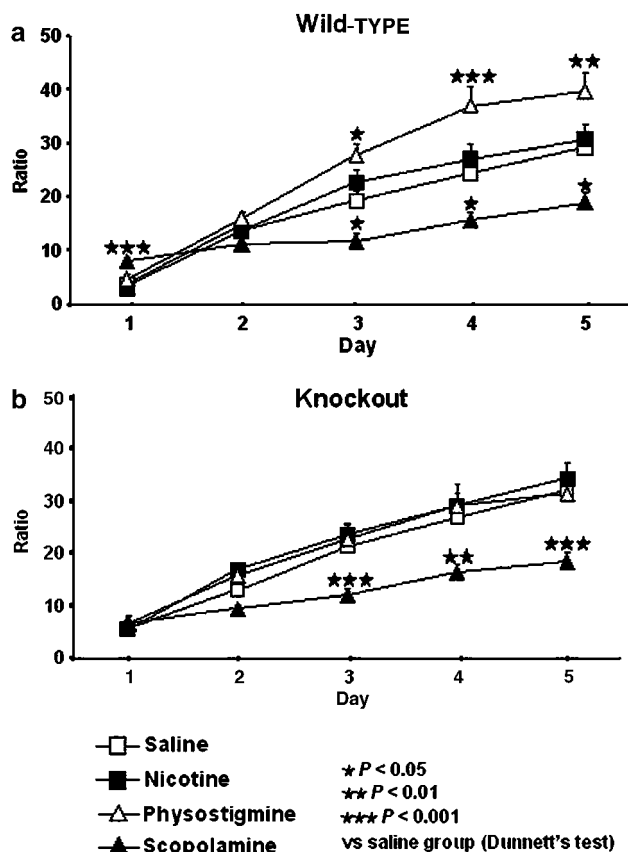 a
Wild-TYPE
50
40
30
20
10
0
Ratio
★★★
★
★
★★★
★
★★
★
1 2 3 4 5
Day
b
Knockout
50
40
30
20
10
0
Ratio
★★★
★★
★★★
1 2 3 4 5
Day
Saline
Nicotine
Physostigmine
Scopolamine
★ P < 0.05
★★ P < 0.01
★★★ P < 0.001
vs saline group (Dunnett's test)